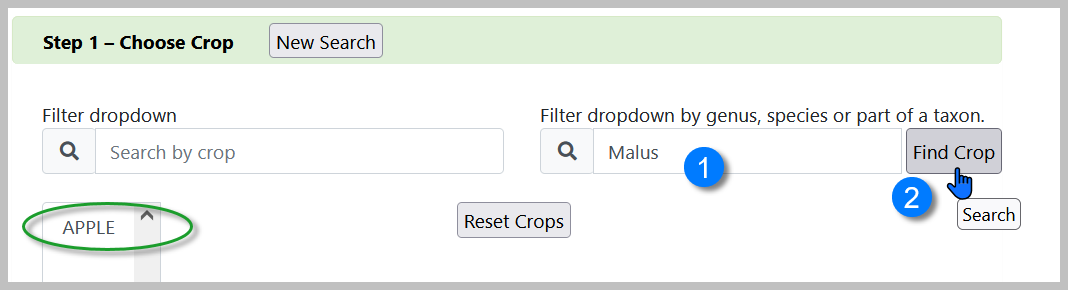 Step 1 – Choose Crop
New Search
Filter dropdown
Filter dropdown by genus, species or part of a taxon.
Search by crop
Malus
1
Find Crop
2
APPLE
Reset Crops
Search